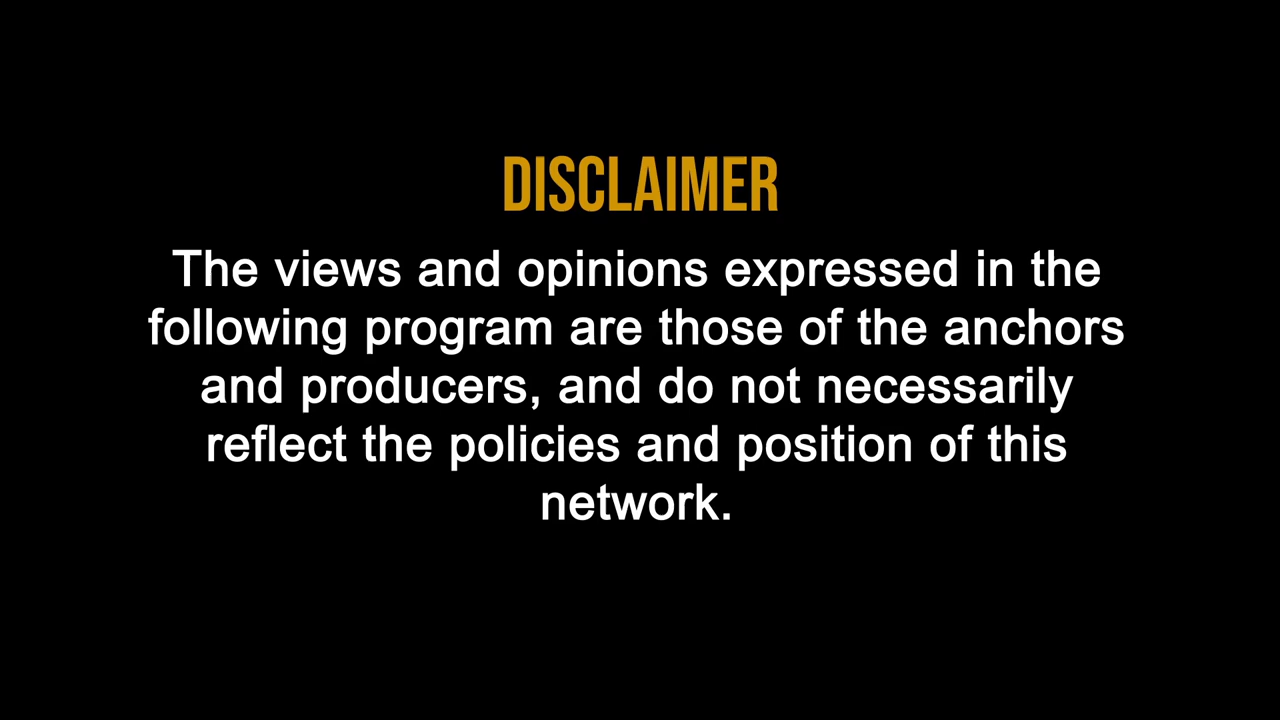 DISCLAIMER
The views and opinions expressed in the
following program are those of the anchors
and producers, and do not necessarily
reflect the policies and position of this
network.